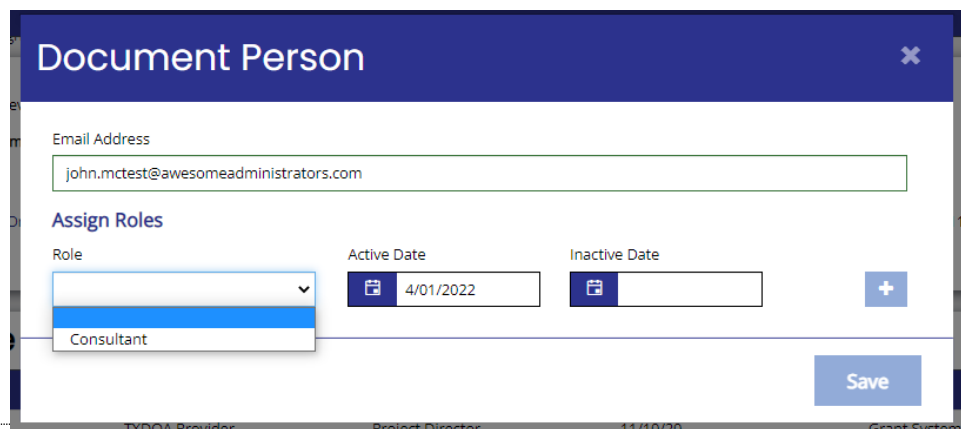 Document Person
Email Address
john.mctest@awesomeadministrators.com
Assign Roles
Role Active Date Inactive Date
4/01/2022
Consultant
Save
TXDOA Provider Project Director 11/10/20 Grant System